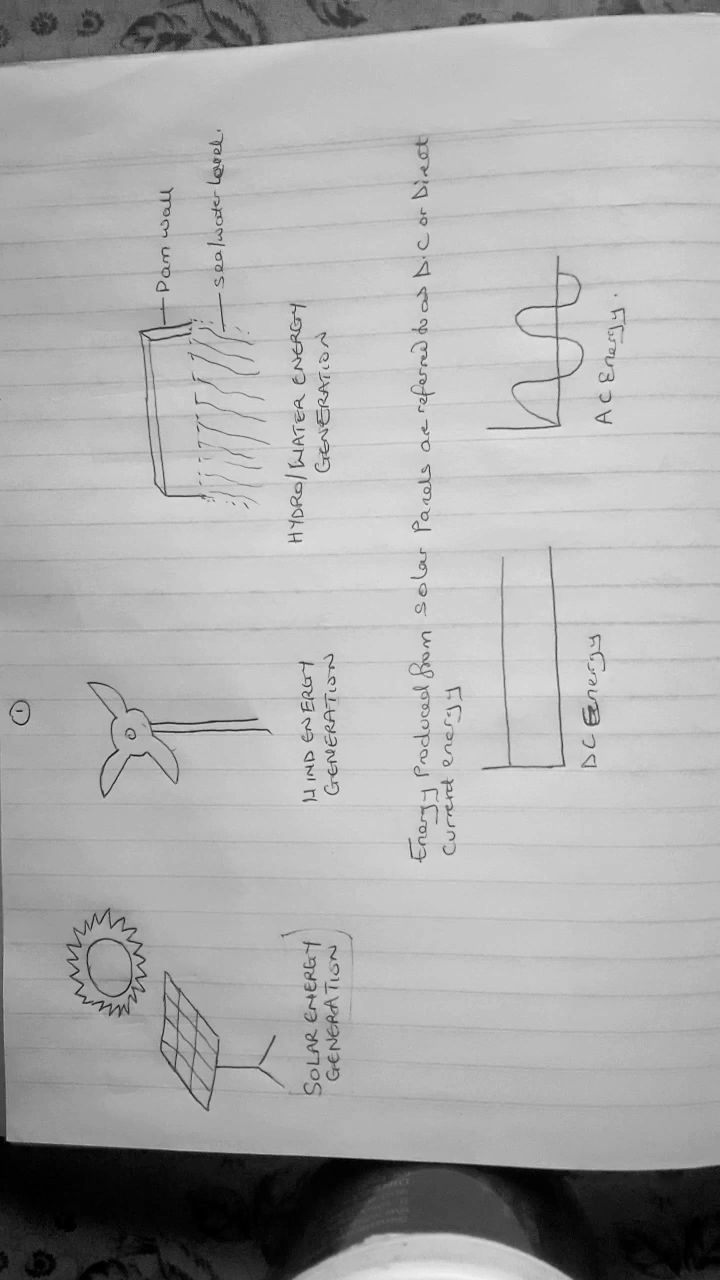 ①
Dam wall
sea/water level.
SOLAR ENERGY
GENERATION
WIND ENERGY
GENERATION
HYDRO/WATER ENERGY
GENERATION
Energy Produced from solar Panels are referred to as D.C or Direct
Current energy
DC Energy
AC Energy.